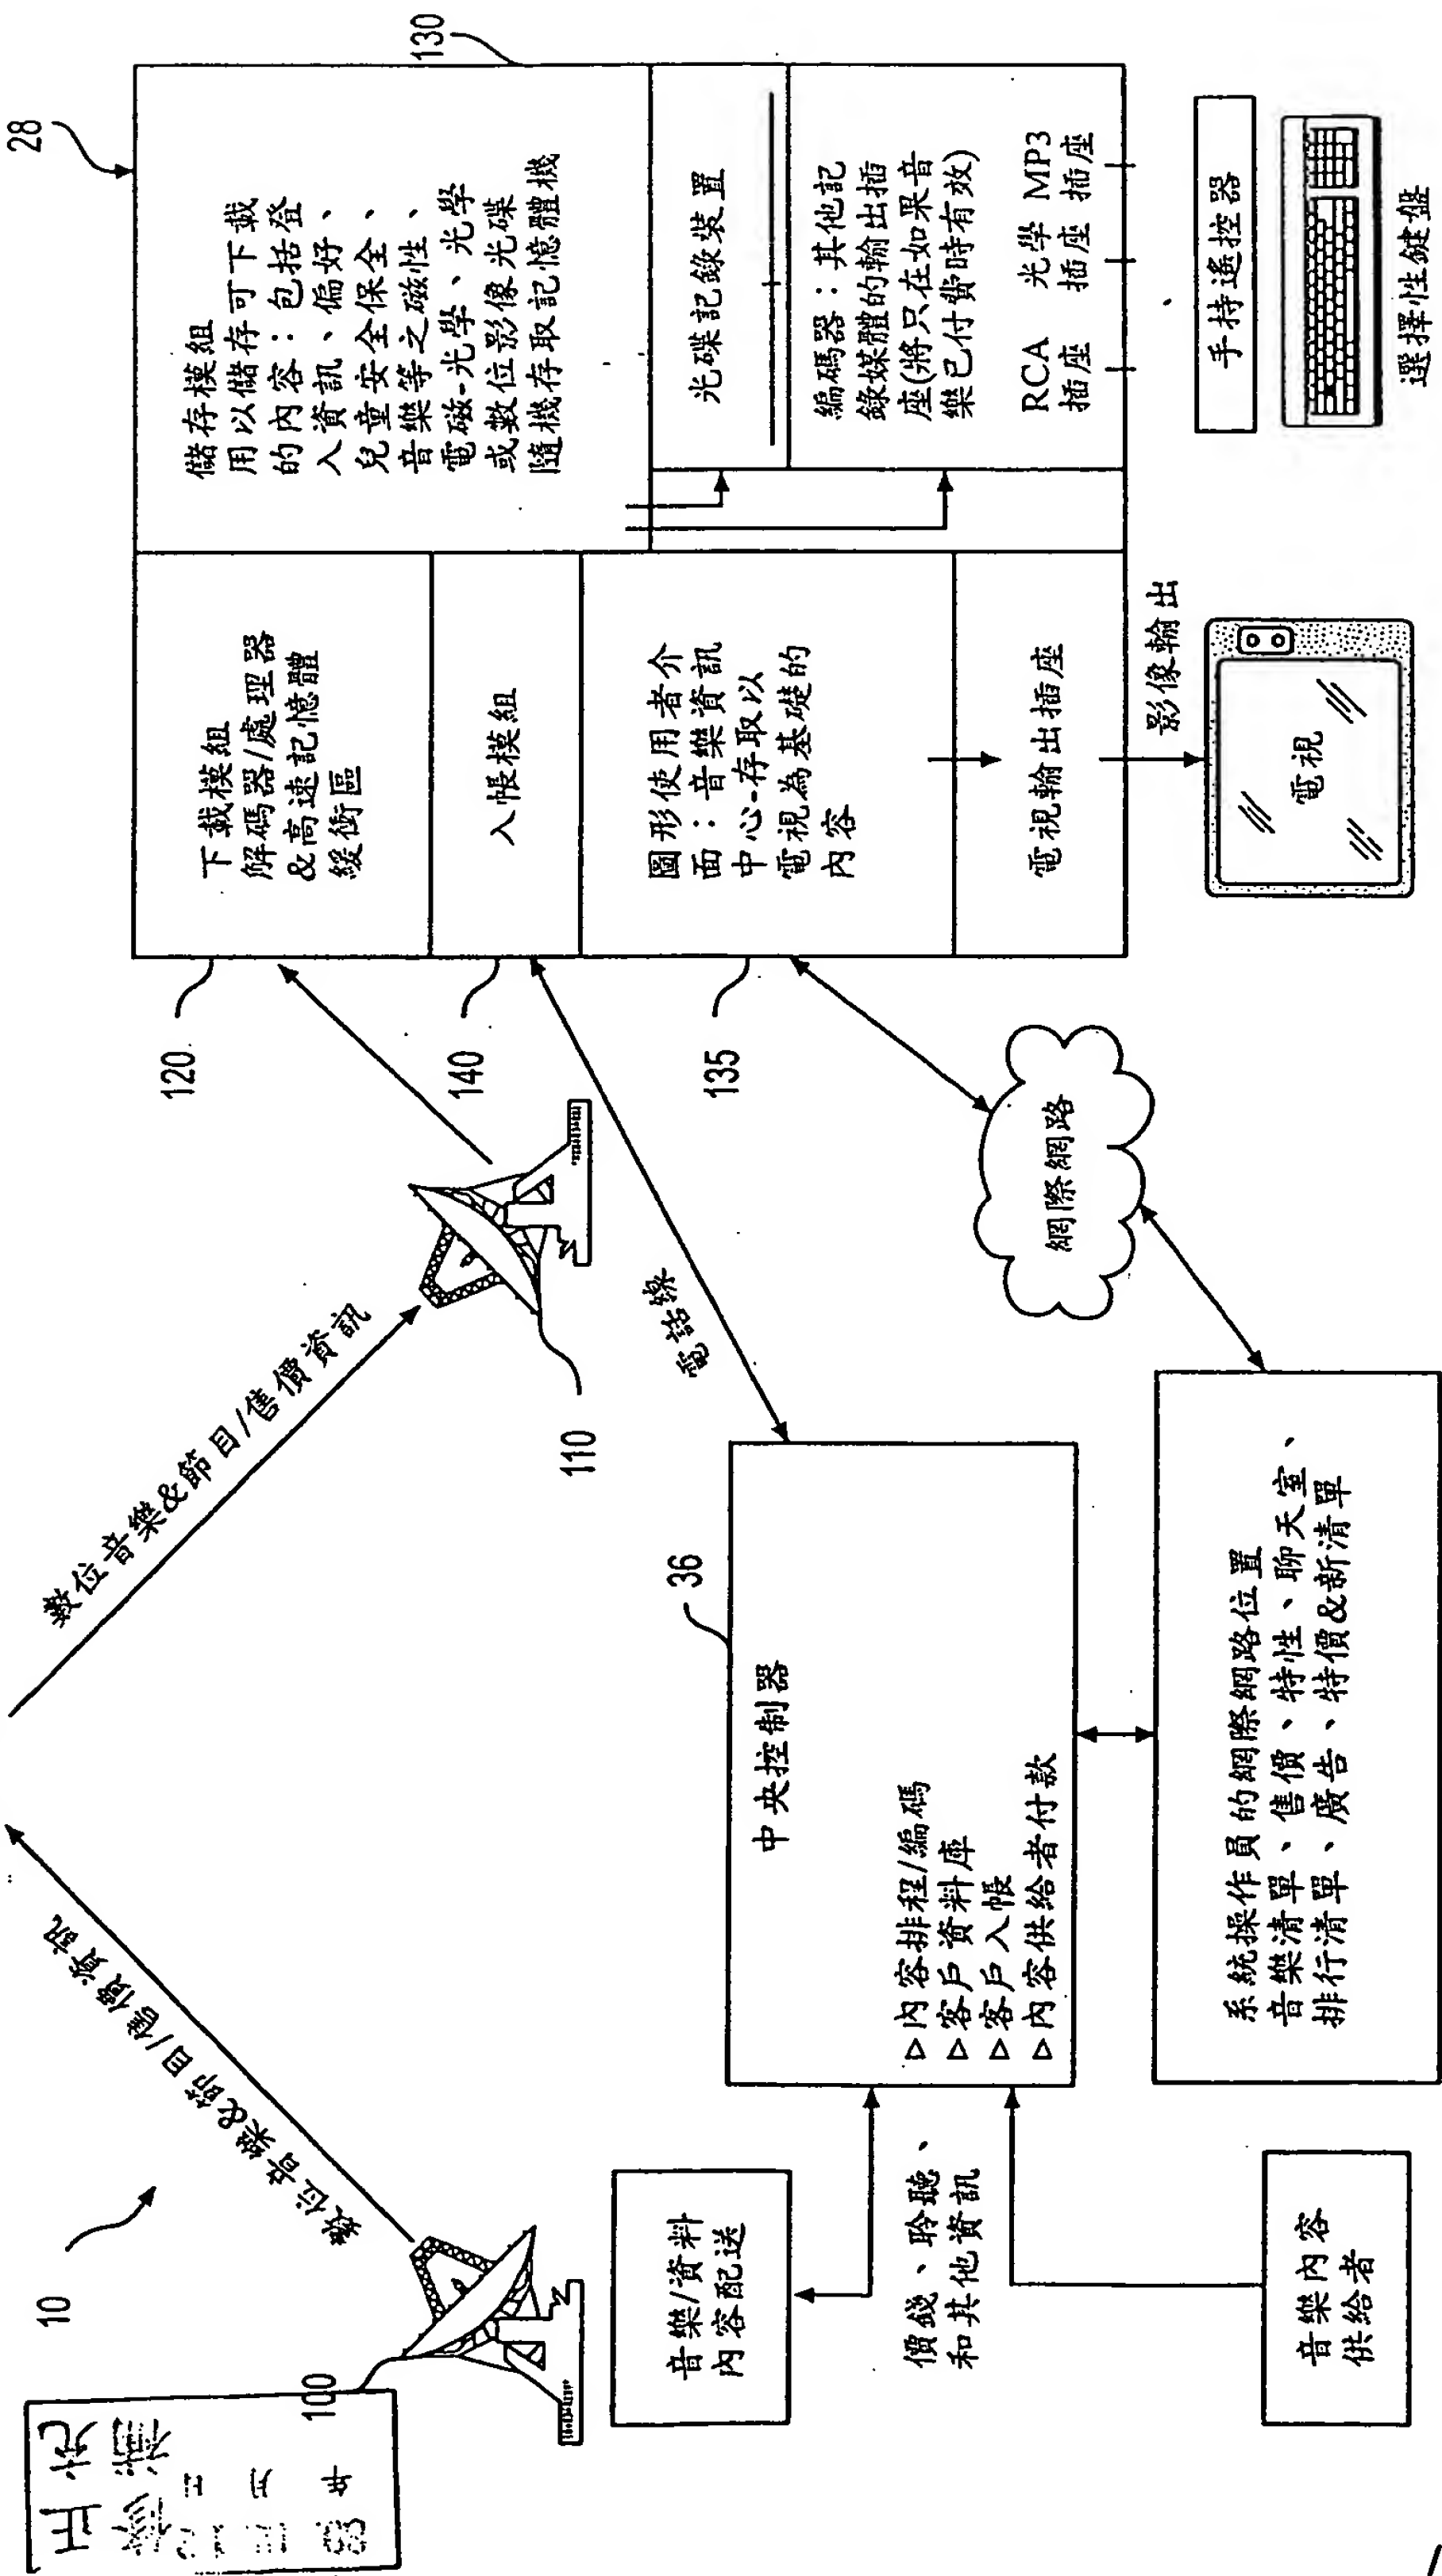 10
100
數位音樂&節目/售價資訊
數位音樂&節目/售價資訊
110
28
130
120
下載模組
解碼器/處理器
&高速記憶體
緩衝區
140
入帳模組
135
圖形使用者介
面：音樂資訊
中心-存取以
電視為基礎的
內容
電視輸出插座
儲存模組
用以儲存可下載
的內容：包括登
入資訊、偏好、
兒童安全保全、
音樂等之磁性、
電磁-光學、光學
或數位影像光碟
隨機存取記憶體機
光碟記錄裝置
編碼器：其他記
錄媒體的輸出插
座(將只在如果音
樂已付費時有效)
RCA 光學 MP3
插座 插座 插座
影像輸出
電視
手持遙控器
選擇性鍵盤
電話線
網際網路
音樂/資料
內容配送
36
中央控制器
▷內容排程/編碼
▷客戶資料庫
▷客戶入帳
▷內容供給者付款
價錢、聆聽、
和其他資訊
音樂內容
供給者
系統操作員的網際網路位置
音樂清單、售價、特性、聊天室、
排行清單、廣告、特價&新清單